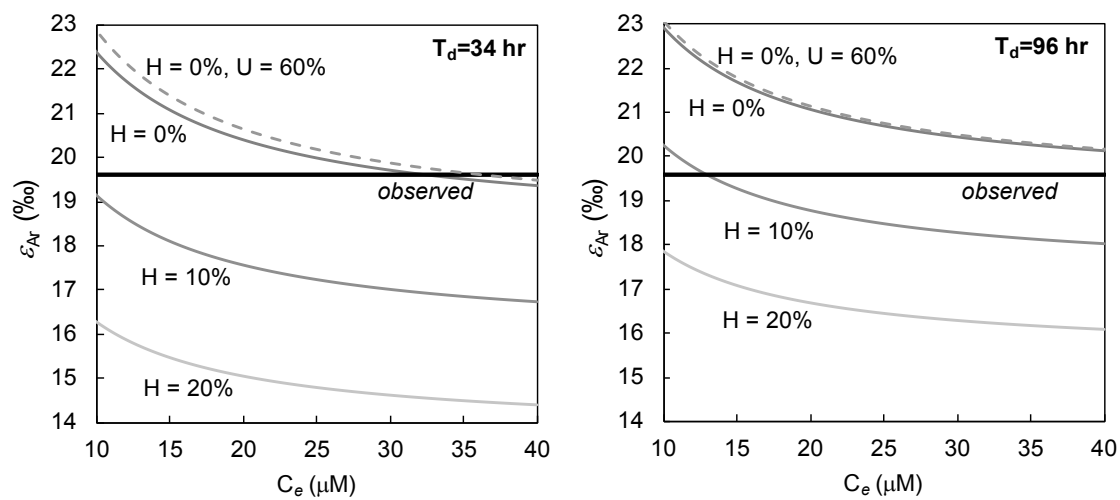 23
22
21
20
19
18
17
16
15
14
ε_Ar (‰)
T_d=34 hr
H = 0%, U = 60%
H = 0%
observed
H = 10%
H = 20%
10 15 20 25 30 35 40
C_e (μM)
23
22
21
20
19
18
17
16
15
14
ε_Ar (‰)
T_d=96 hr
H = 0%, U = 60%
H = 0%
observed
H = 10%
H = 20%
10 15 20 25 30 35 40
C_e (μM)